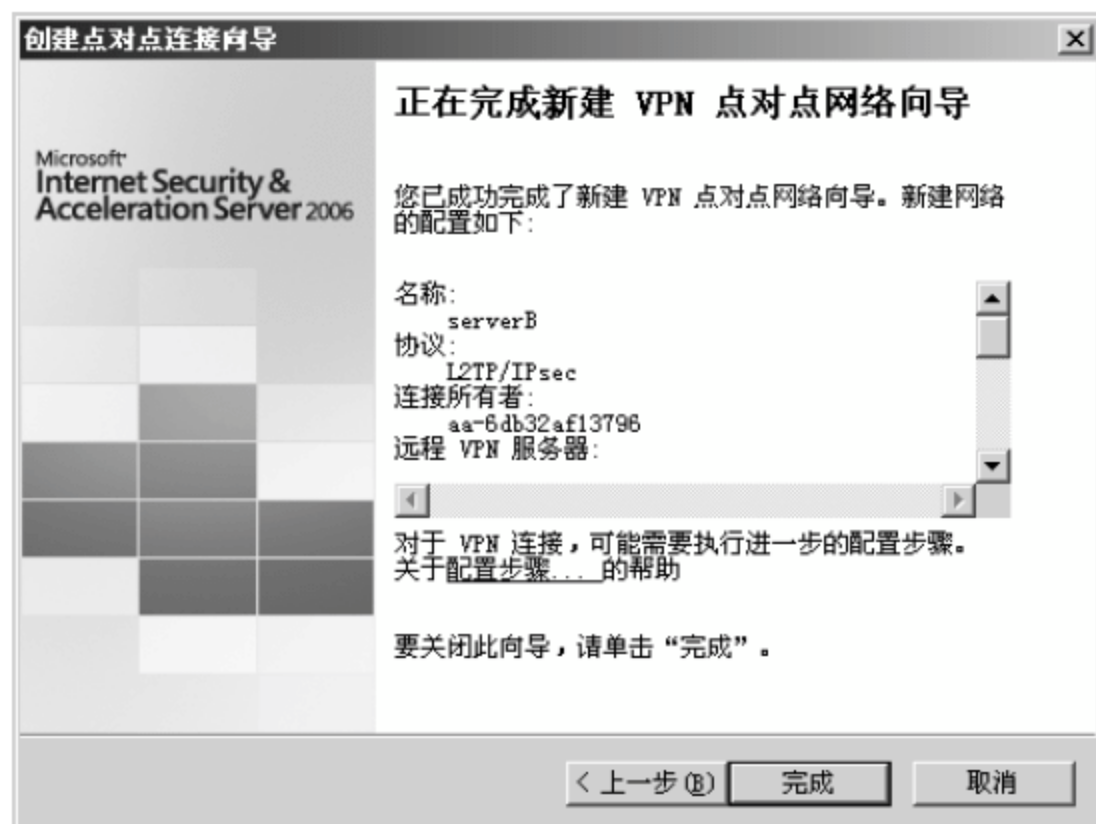 创建点对点连接向导
正在完成新建 VPN 点对点网络向导
Microsoft
Internet Security &
Acceleration Server 2006
您已成功完成了新建 VPN 点对点网络向导。新建网络
的配置如下:
名称:
serverB
协议:
L2TP/IPsec
连接所有者:
aa-6db32af13796
远程 VPN 服务器:
对于 VPN 连接，可能需要执行进一步的配置步骤。
关于配置步骤... 的帮助
要关闭此向导，请单击“完成”。
< 上一步(B)
完成
取消